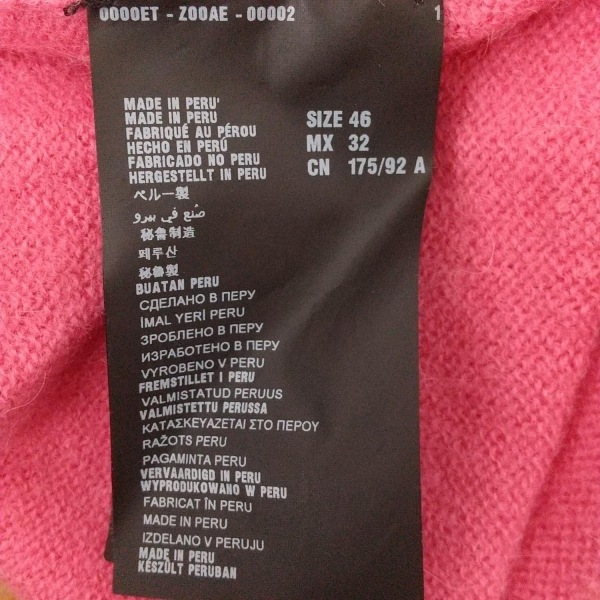 0000ET - Z00AE - 00002 1
MADE IN PERU'
MADE IN PERU
FABRIQUÉ AU PÉROU
HECHO EN PERÚ
FABRICADO NO PERU
HERGESTELLT IN PERU
ペルー製
صنع في بيرو
秘鲁制造
페루산
秘魯製
BUATAN PERU
СДЕЛАНО В ПЕРУ
İMAL YERİ PERU
ЗРОБЛЕНО В ПЕРУ
ИЗРАБОТЕНО В ПЕРУ
VYROBENO V PERU
FREMSTILLET I PERU
VALMISTATUD PERUUS
VALMISTETTU PERUSSA
ΚΑΤΑΣΚΕΥΑΖΕΤΑΙ ΣΤΟ ΠΕΡΟΥ
RAŽOTS PERU
PAGAMINTA PERU
VERVAARDIGD IN PERU
WYPRODUKOWANO W PERU
FABRICAT ÎN PERU
MADE IN PERU
IZDELANO V PERUJU
MADE IN PERU
KÉSZÜLT PERUBAN
SIZE 46
MX 32
CN 175/92 A